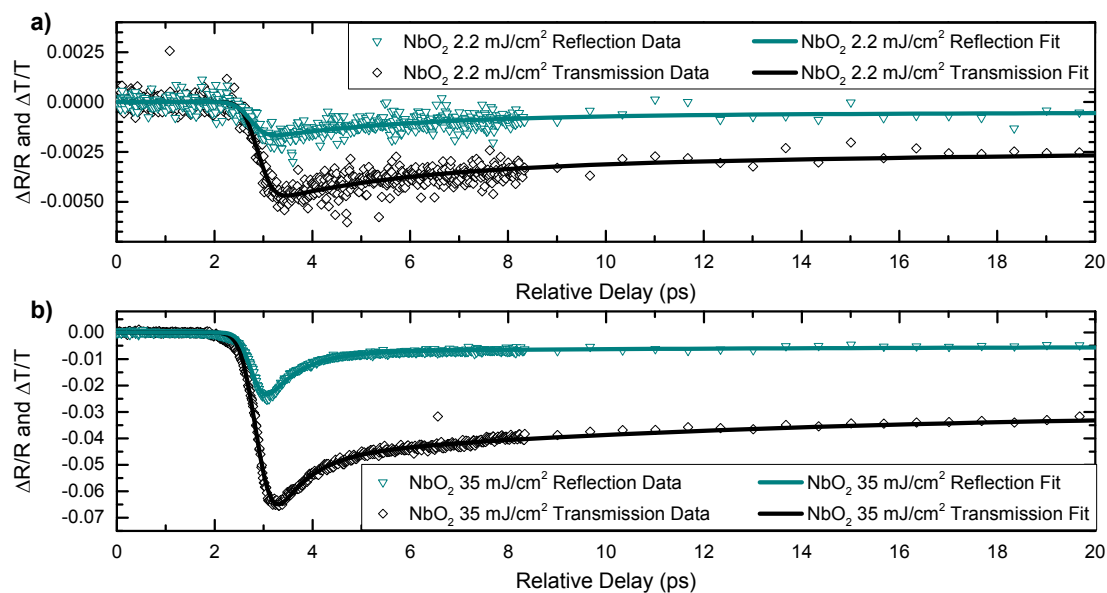 a)
NbO₂ 2.2 mJ/cm² Reflection Data NbO₂ 2.2 mJ/cm² Reflection Fit
NbO₂ 2.2 mJ/cm² Transmission Data NbO₂ 2.2 mJ/cm² Transmission Fit
0.0025
0.0000
-0.0025
-0.0050
ΔR/R and ΔT/T
0 2 4 6 8 10 12 14 16 18 20
Relative Delay (ps)
b)
0.00
-0.01
-0.02
-0.03
-0.04
-0.05
-0.06
-0.07
ΔR/R and ΔT/T
NbO₂ 35 mJ/cm² Reflection Data NbO₂ 35 mJ/cm² Reflection Fit
NbO₂ 35 mJ/cm² Transmission Data NbO₂ 35 mJ/cm² Transmission Fit
0 2 4 6 8 10 12 14 16 18 20
Relative Delay (ps)